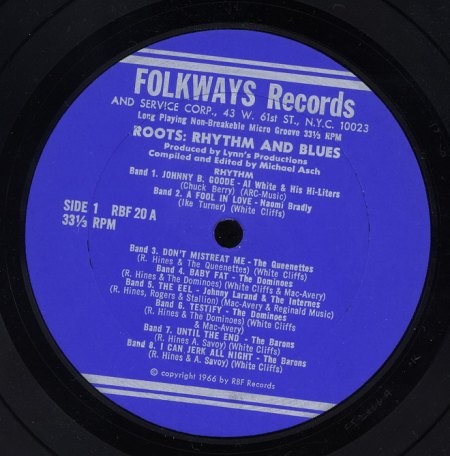 FOLKWAYS Records
AND SERVICE CORP., 43 W. 61st ST., N.Y.C. 10023
Long Playing Non-Breakable Micro Groove 33⅓ RPM
ROOTS: RHYTHM AND BLUES
Produced by Lynn's Productions
Compiled and Edited by Michael Asch
RHYTHM
Band 1. JOHNNY B. GOODE - Al White & His Hi-Liters
(Chuck Berry) (ARC-Music)
Band 2. A FOOL IN LOVE - Naomi Bradly
(Ike Turner) (White Cliffs)
SIDE 1 RBF 20 A
33⅓ RPM
Band 3. DON'T MISTREAT ME - The Queenettes
(R. Hines & The Queenettes) (White Cliffs)
Band 4. BABY FAT - The Dominoes
(R. Hines & The Dominoes) (White Cliffs & Mac-Avery)
Band 5. THE EEL - Johnny Larand & The Internes
(R. Hines, Rogers & Stallion) (Mac-Avery & Reginald Music)
Band 6. TESTIFY - The Dominoes
(R. Hines & The Dominoes) (White Cliffs
& Mac-Avery)
Band 7. UNTIL THE END - The Barons
(R. Hines A. Savoy) (White Cliffs)
Band 8. I CAN JERK ALL NIGHT - The Barons
(R. Hines & A. Savoy) (White Cliffs)
© copyright 1966 by RBF Records